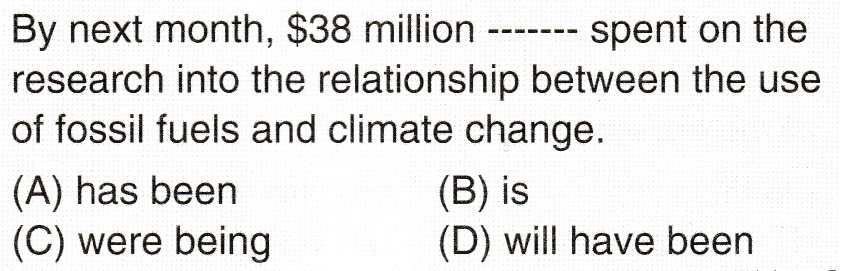 By next month, $38 million ------- spent on the
research into the relationship between the use
of fossil fuels and climate change.
(A) has been (B) is
(C) were being (D) will have been